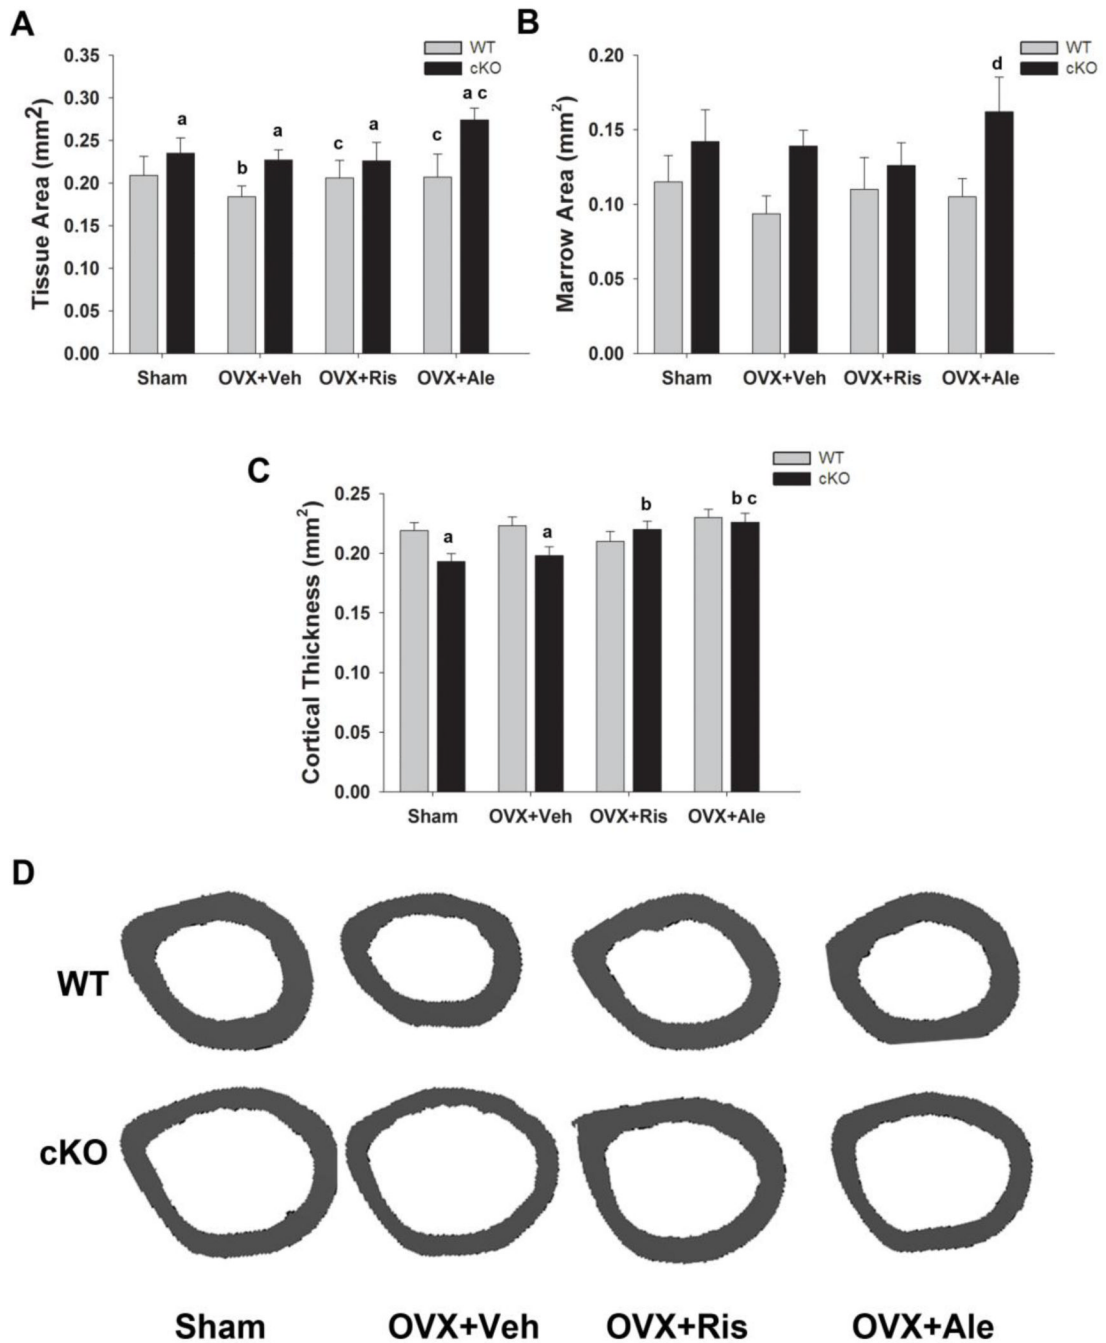 A
WT
cKO
Tissue Area (mm2)
0.35
0.30
0.25
0.20
0.15
0.10
0.05
0.00
a
b
a
c
a
c
a c
Sham
OVX+Veh
OVX+Ris
OVX+Ale
B
WT
cKO
Marrow Area (mm2)
0.20
0.15
0.10
0.05
0.00
d
Sham
OVX+Veh
OVX+Ris
OVX+Ale
C
WT
cKO
Cortical Thickness (mm2)
0.25
0.20
0.15
0.10
0.05
0.00
a
a
b
b c
Sham
OVX+Veh
OVX+Ris
OVX+Ale
D
WT
cKO
Sham
OVX+Veh
OVX+Ris
OVX+Ale